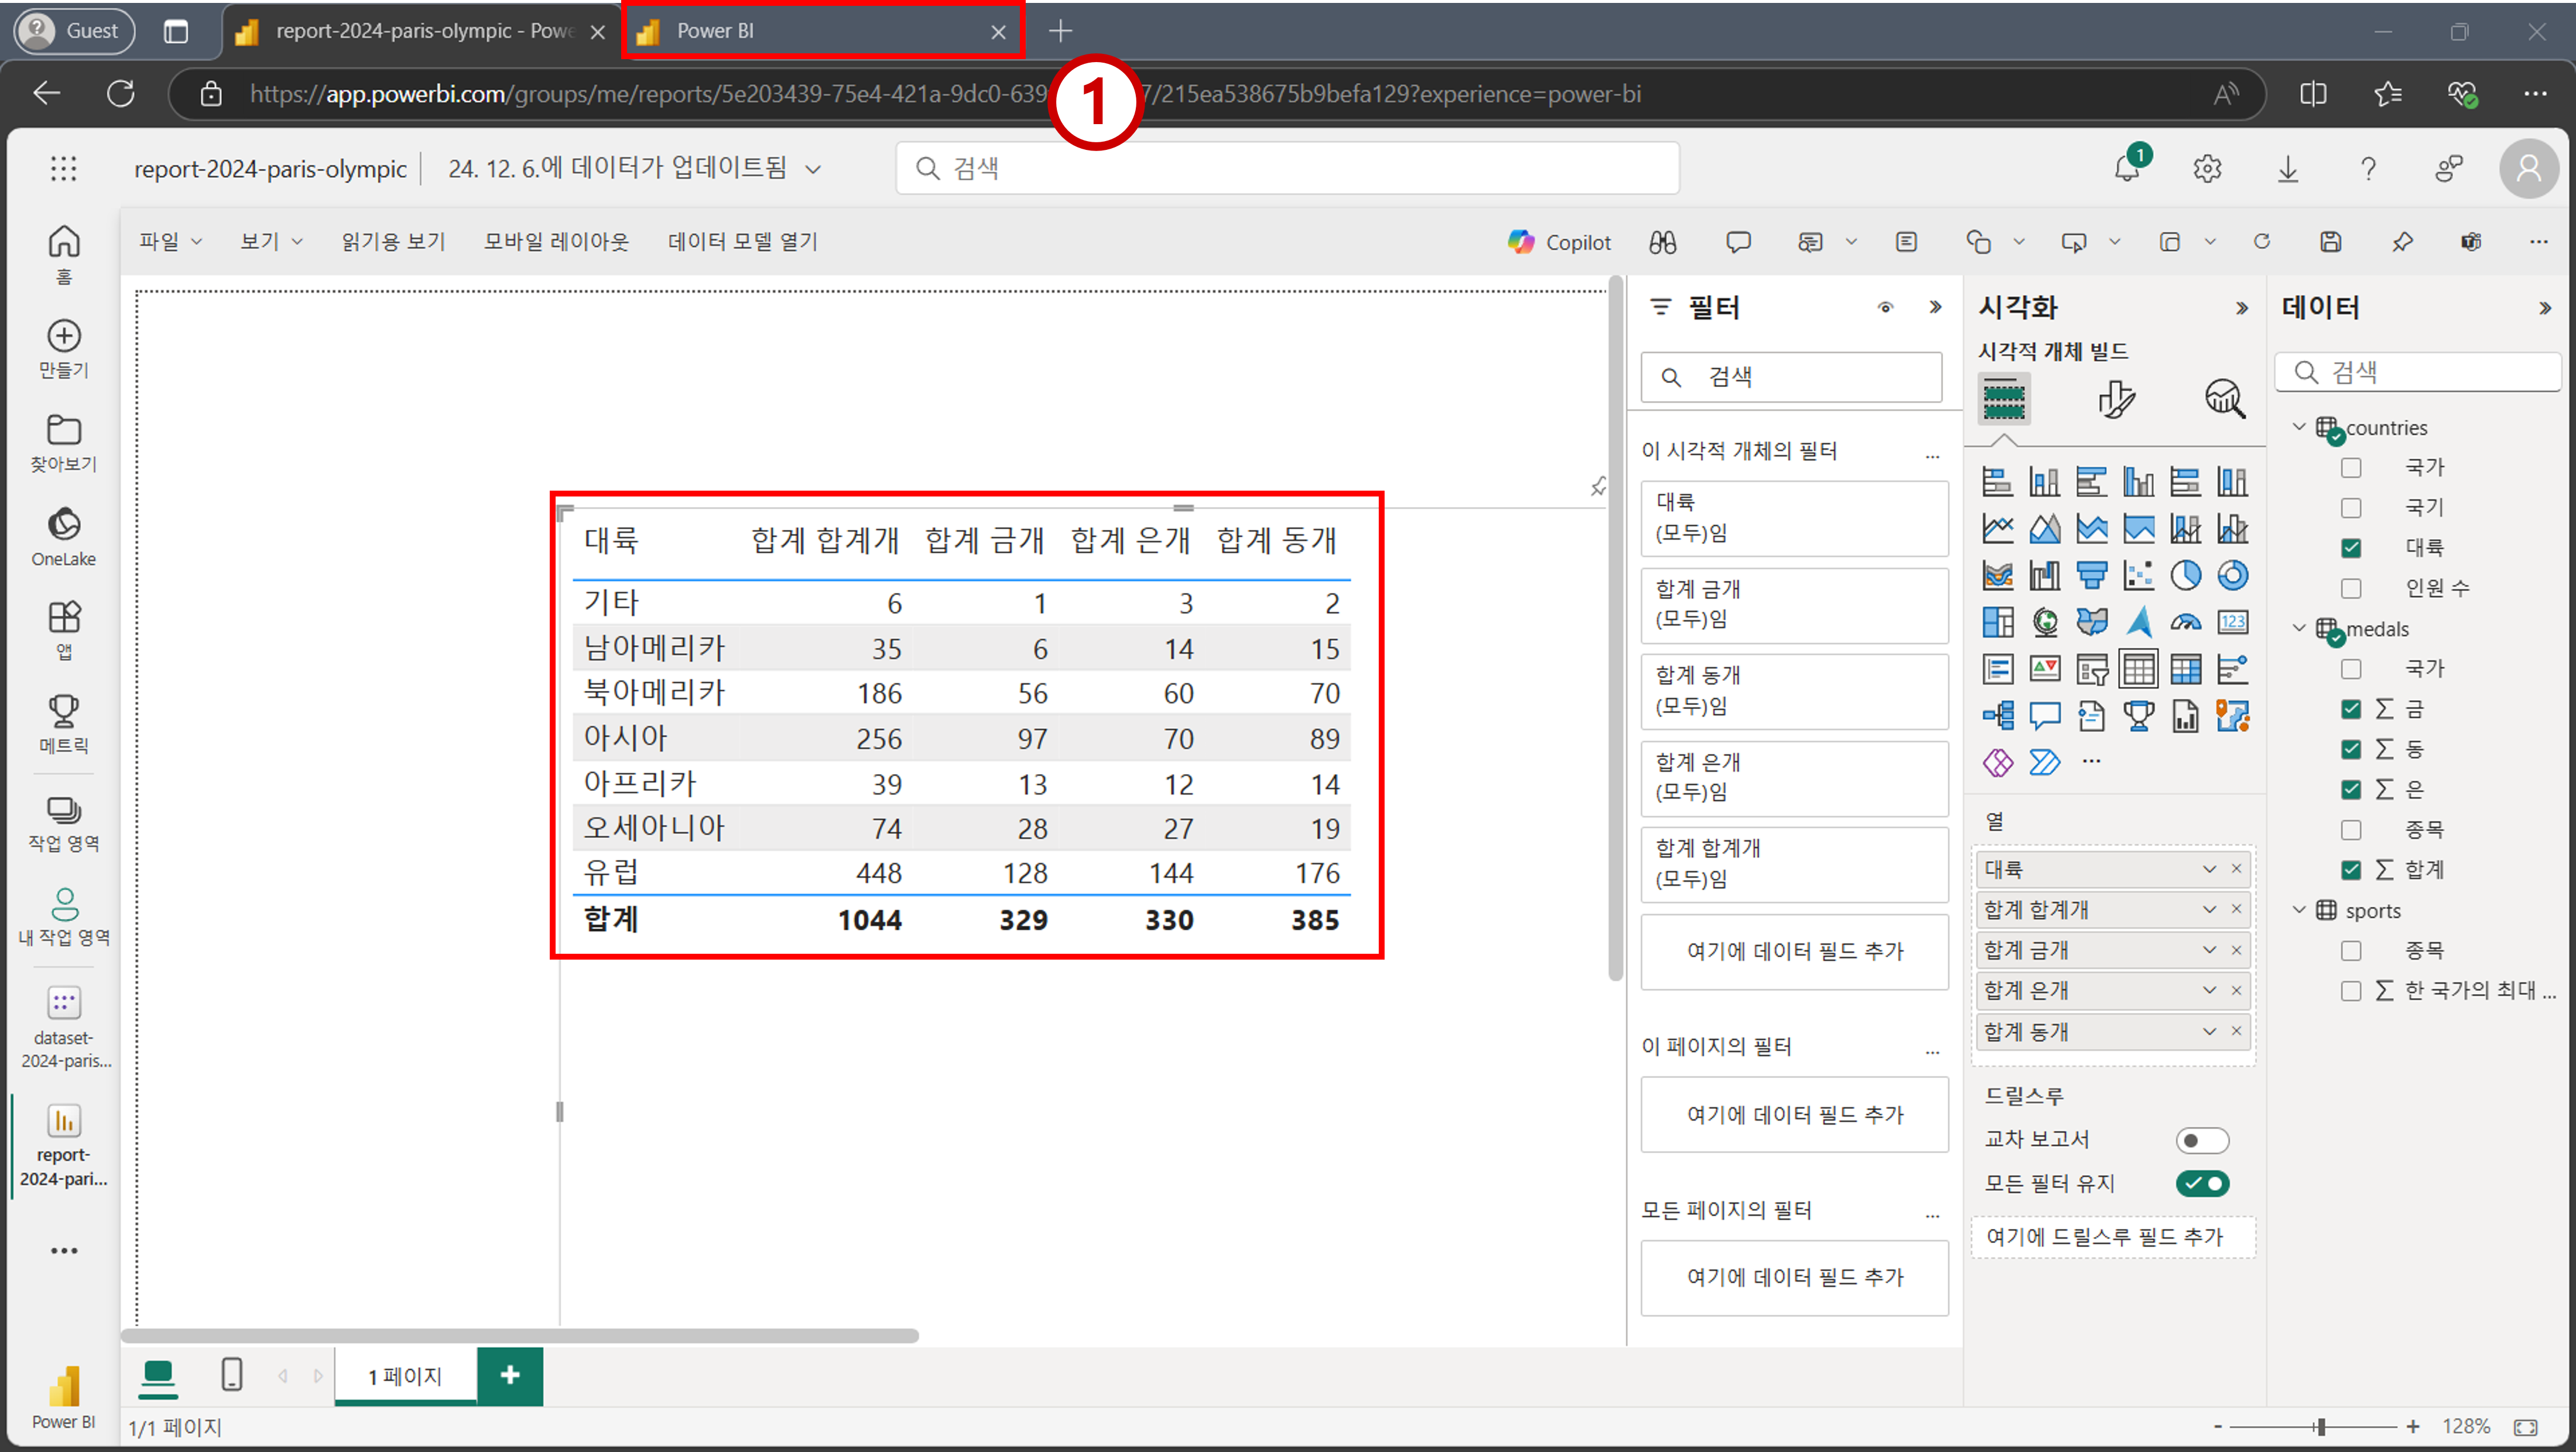 Guest
report-2024-paris-olympic - Powe
Power BI
https://app.powerbi.com/groups/me/reports/5e203439-75e4-421a-9dc0-639
7/215ea538675b9befa129?experience=power-bi
1
report-2024-paris-olympic
24. 12. 6.에 데이터가 업데이트됨
검색
1
파일
보기
읽기용 보기
모바일 레이아웃
데이터 모델 열기
Copilot
홈
만들기
찾아보기
OneLake
앱
메트릭
작업 영역
내 작업 영역
dataset-
2024-paris...
report-
2024-pari...
Power BI
대륙 합계 합계개 합계 금개 합계 은개 합계 동개
기타 6 1 3 2
남아메리카 35 6 14 15
북아메리카 186 56 60 70
아시아 256 97 70 89
아프리카 39 13 12 14
오세아니아 74 28 27 19
유럽 448 128 144 176
합계 1044 329 330 385
필터
검색
이 시각적 개체의 필터
...
대륙
(모두)임
합계 금개
(모두)임
합계 동개
(모두)임
합계 은개
(모두)임
합계 합계개
(모두)임
여기에 데이터 필드 추가
이 페이지의 필터
...
여기에 데이터 필드 추가
모든 페이지의 필터
...
여기에 데이터 필드 추가
시각화
시각적 개체 빌드
123
...
열
대륙
합계 합계개
합계 금개
합계 은개
합계 동개
드릴스루
교차 보고서
모든 필터 유지
여기에 드릴스루 필드 추가
데이터
검색
countries
국가
국기
대륙
인원 수
medals
국가
금
동
은
종목
합계
sports
종목
한 국가의 최대 ...
1 페이지
1/1 페이지
- + 128%